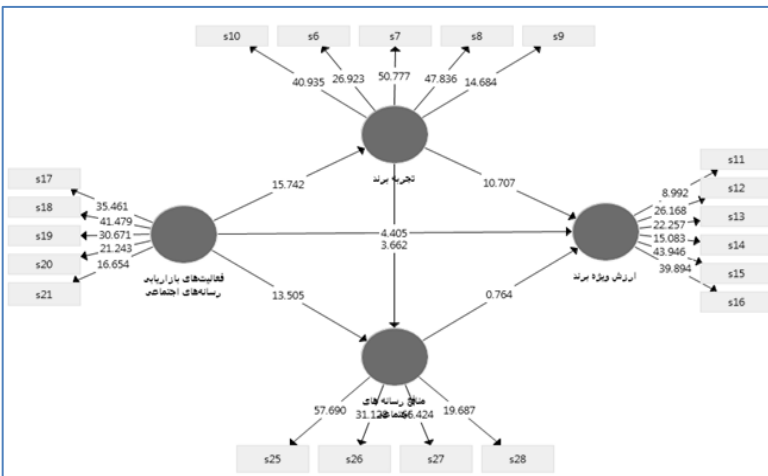 s10 s6 s7 s8 s9
40.935 26.923 50.777 47.836 14.684
تجربه برند
s17
s18
s19
s20
s21
35.461
41.479
30.671
21.243
16.654
فعالیت‌های بازاریابی
رسانه‌های اجتماعی
15.742
10.707
4.405
3.662
13.505
0.764
s11
s12
s13
s14
s15
s16
8.992
26.168
22.257
15.083
43.946
39.894
ارزش ویژه برند
رسانه های
57.690 19.687
s25 s26 s27 s28